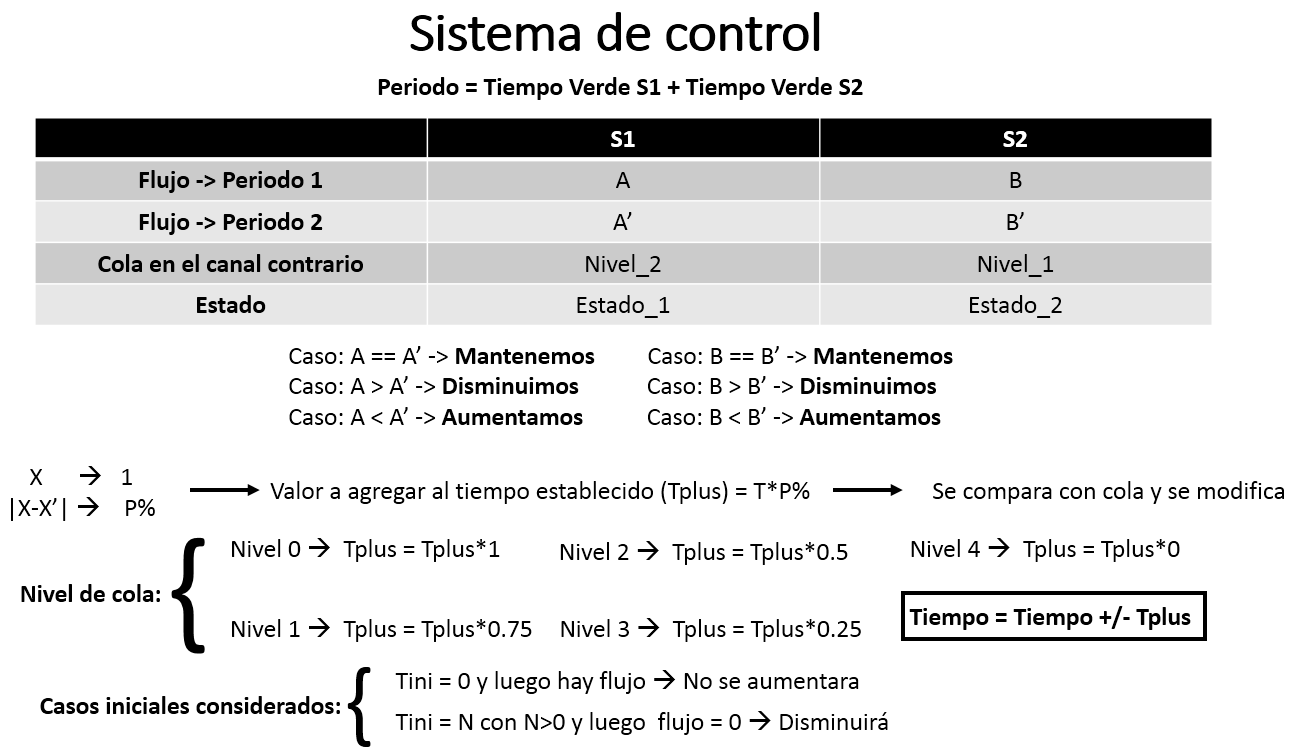 Sistema de control
Periodo = Tiempo Verde S1 + Tiempo Verde S2
S1 S2
Flujo -> Periodo 1 A B
Flujo -> Periodo 2 A’ B’
Cola en el canal contrario Nivel_2 Nivel_1
Estado Estado_1 Estado_2
Caso: A == A’ -> Mantenemos Caso: B == B’ -> Mantenemos
Caso: A > A’ -> Disminuimos Caso: B > B’ -> Disminuimos
Caso: A < A’ -> Aumentamos Caso: B < B’ -> Aumentamos
X → 1
|X-X’| → P%
Valor a agregar al tiempo establecido (Tplus) = T*P%
Se compara con cola y se modifica
Nivel de cola:
Nivel 0 → Tplus = Tplus*1 Nivel 2 → Tplus = Tplus*0.5 Nivel 4 → Tplus = Tplus*0
Nivel 1 → Tplus = Tplus*0.75 Nivel 3 → Tplus = Tplus*0.25
Tiempo = Tiempo +/- Tplus
Casos iniciales considerados:
Tini = 0 y luego hay flujo → No se aumentara
Tini = N con N>0 y luego flujo = 0 → Disminuirá